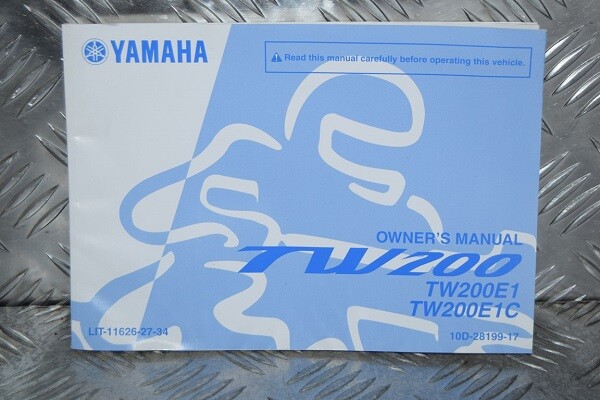 YAMAHA
Read this manual carefully before operating this vehicle.
OWNER'S MANUAL
TW200
TW200E1
TW200E1C
LIT-11626-27-34
10D-28199-17